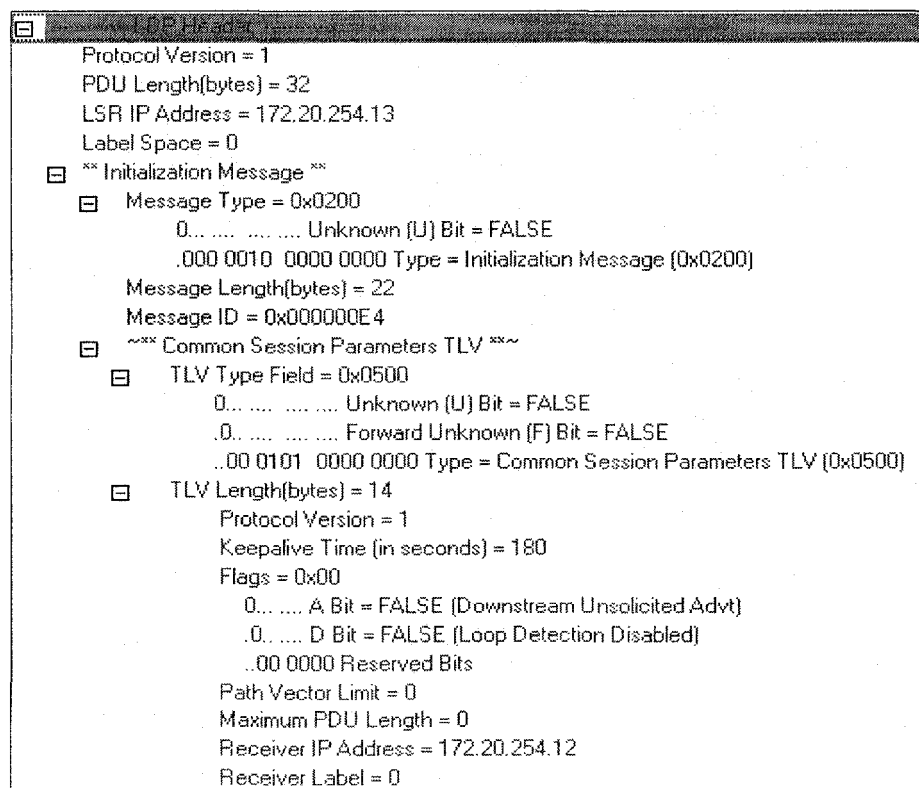 LDP Header
Protocol Version = 1
PDU Length(bytes) = 32
LSR IP Address = 172.20.254.13
Label Space = 0
** Initialization Message **
Message Type = 0x0200
0... .... .... .... Unknown (U) Bit = FALSE
.000 0010 0000 0000 Type = Initialization Message (0x0200)
Message Length(bytes) = 22
Message ID = 0x000000E4
~** Common Session Parameters TLV **~
TLV Type Field = 0x0500
0... .... .... .... Unknown (U) Bit = FALSE
.0.. .... .... .... Forward Unknown (F) Bit = FALSE
..00 0101 0000 0000 Type = Common Session Parameters TLV (0x0500)
TLV Length(bytes) = 14
Protocol Version = 1
Keepalive Time (in seconds) = 180
Flags = 0x00
0... .... A Bit = FALSE (Downstream Unsolicited Advt)
.0.. .... D Bit = FALSE (Loop Detection Disabled)
..00 0000 Reserved Bits
Path Vector Limit = 0
Maximum PDU Length = 0
Receiver IP Address = 172.20.254.12
Receiver Label = 0